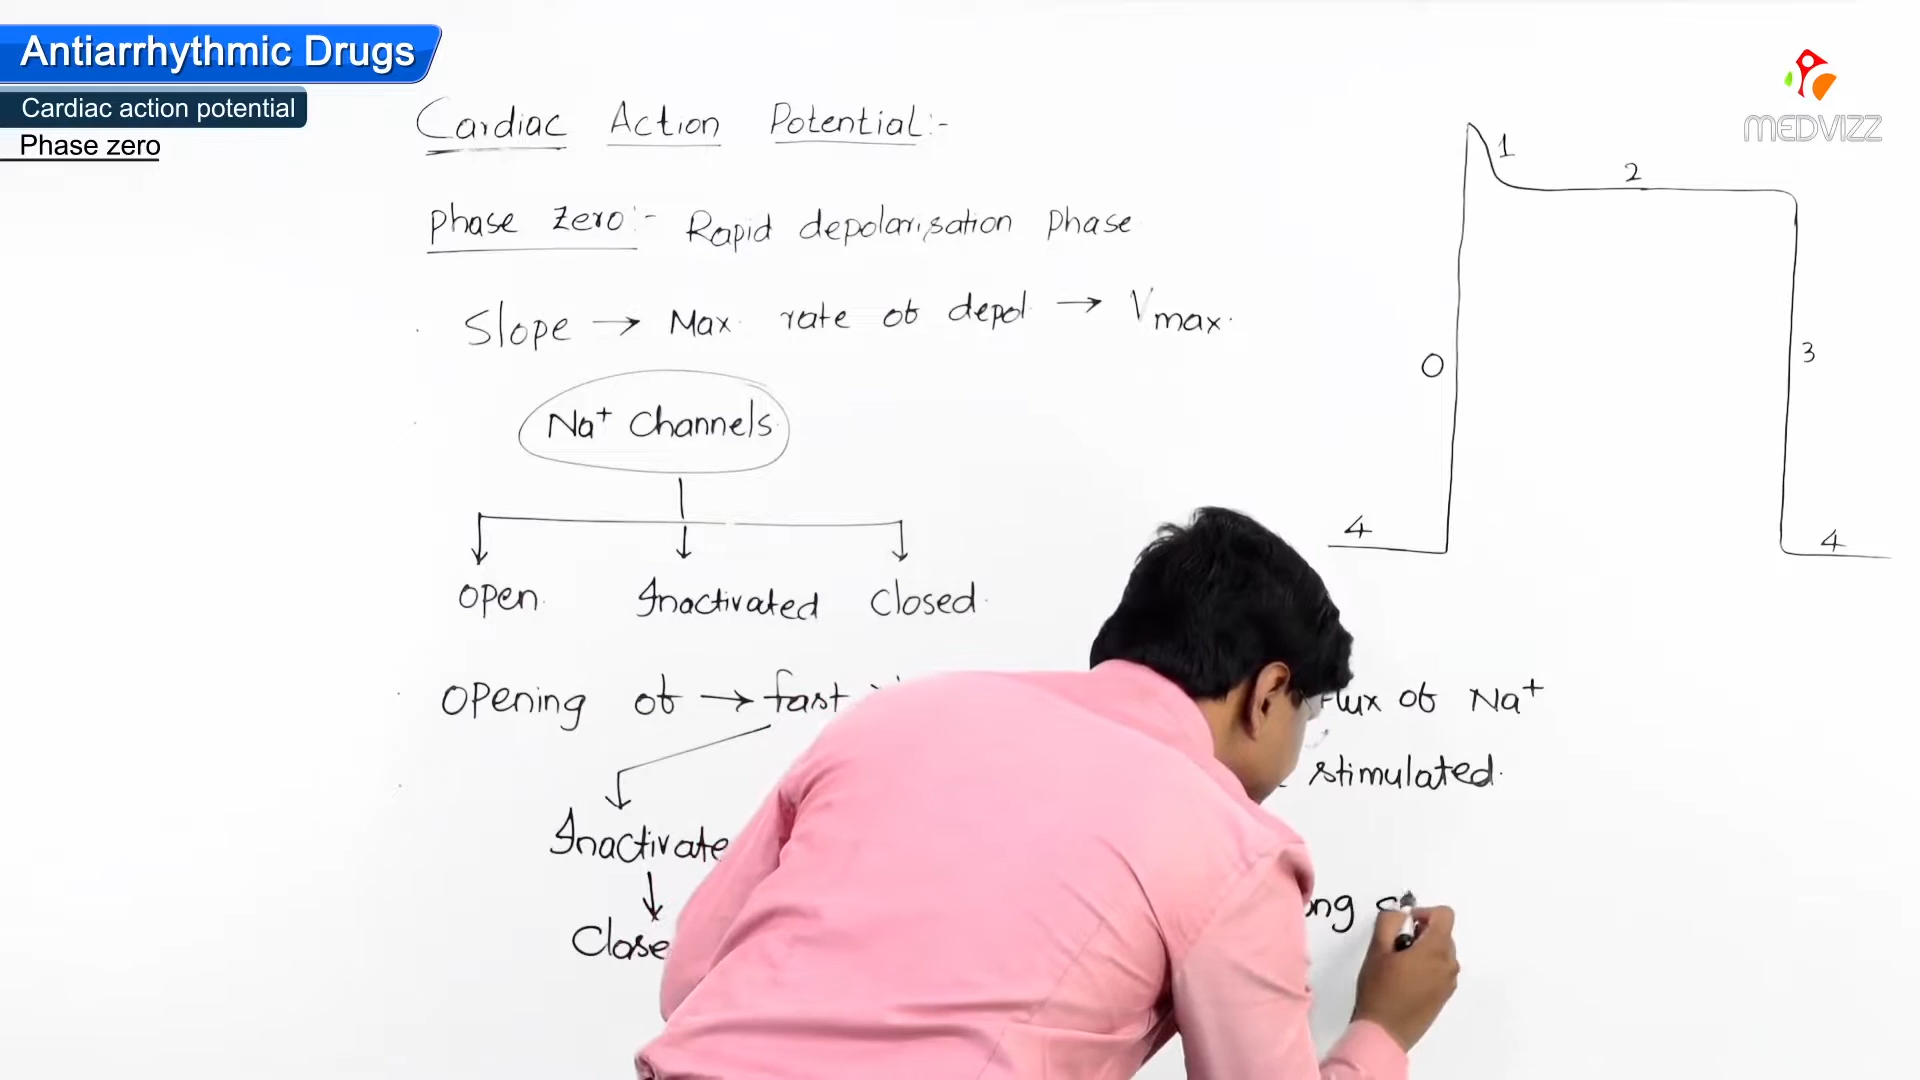 Antiarrhythmic Drugs
Cardiac action potential
Phase zero
MEDVIZZ
Cardiac Action Potential:-
Phase Zero:- Rapid depolarisation Phase
Slope → Max. rate of depol → Vmax.
Na+ Channels
Open Inactivated Closed
Opening of → fast flux of Na+
stimulated.
Inactivate
Close
1
2
0
3
4
4